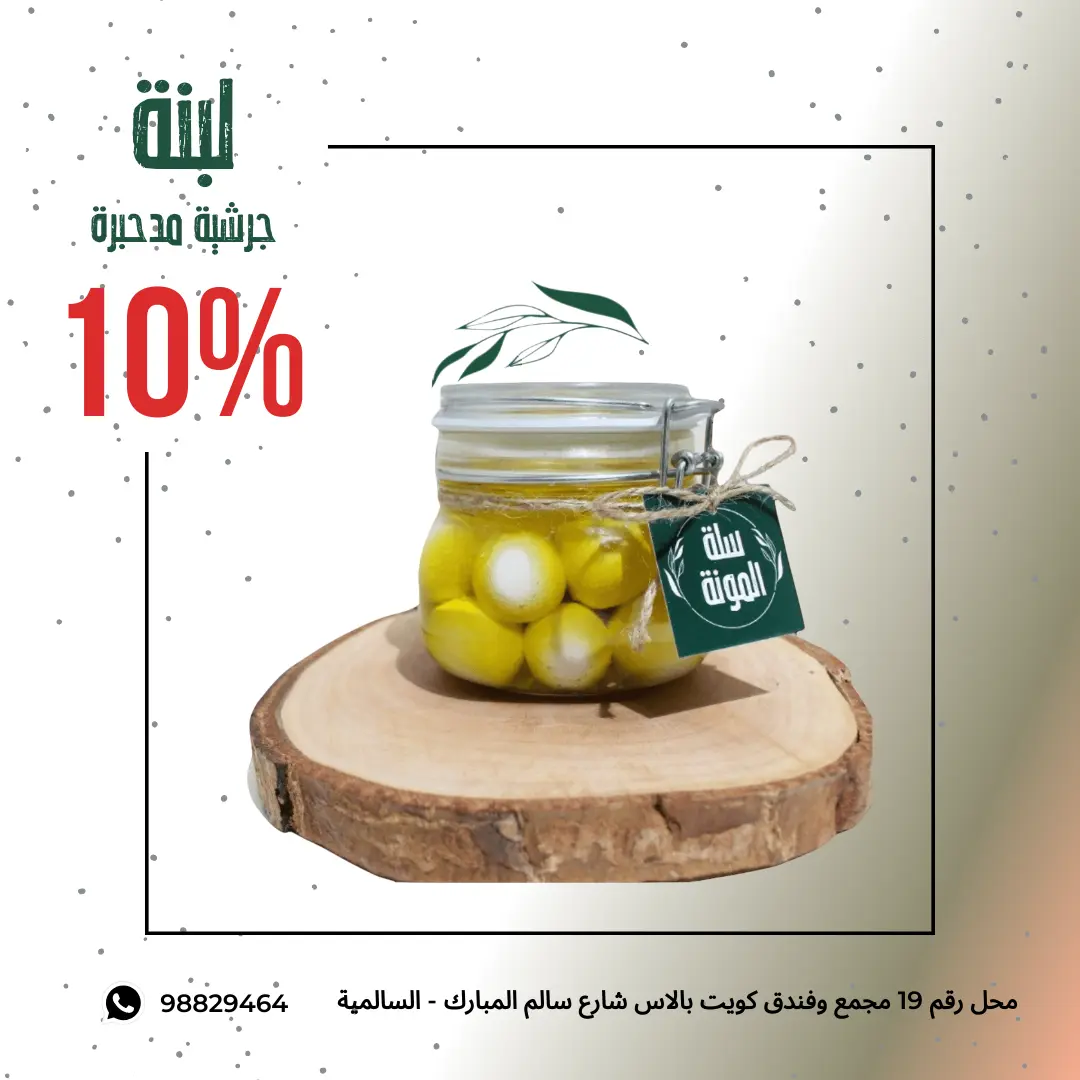 لبنة
جرشية مدحبرة
10%
سلة
المونة
محل رقم 19 مجمع وفندق كويت بالاس شارع سالم المبارك - السالمية
98829464